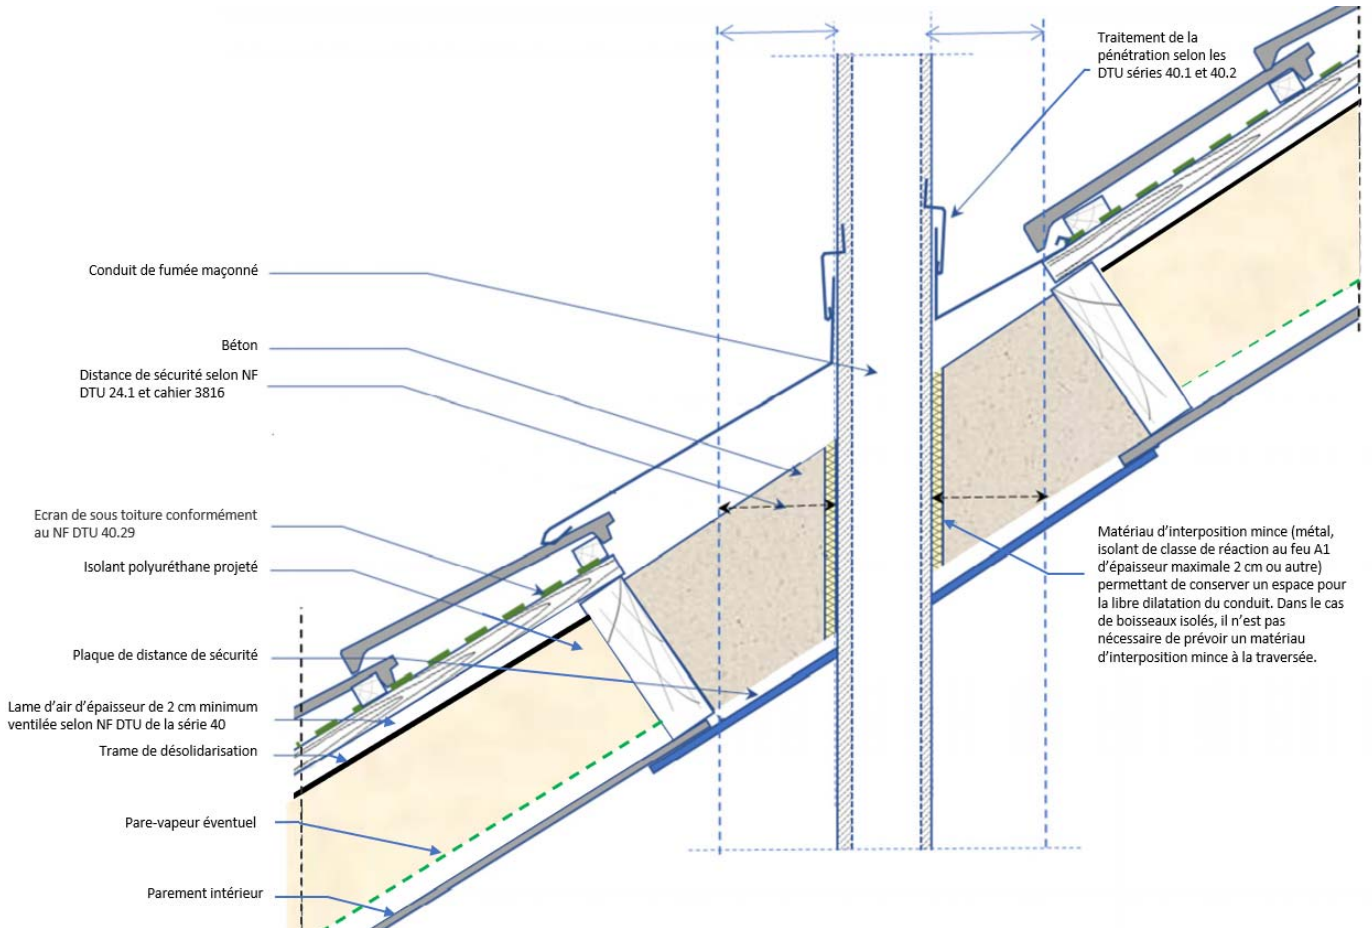 Traitement de la
pénétration selon les
DTU séries 40.1 et 40.2
Conduit de fumée maçonné
Béton
Distance de sécurité selon NF
DTU 24.1 et cahier 3816
Ecran de sous toiture conformément
au NF DTU 40.29
Isolant polyuréthane projeté
Plaque de distance de sécurité
Lame d’air d’épaisseur de 2 cm minimum
ventilée selon NF DTU de la série 40
Trame de désolidarisation
Pare-vapeur éventuel
Parement intérieur
Matériau d’interposition mince (métal,
isolant de classe de réaction au feu A1
d’épaisseur maximale 2 cm ou autre)
permettant de conserver un espace pour
la libre dilatation du conduit. Dans le cas
de boisseaux isolés, il n’est pas
nécessaire de prévoir un matériau
d’interposition mince à la traversée.